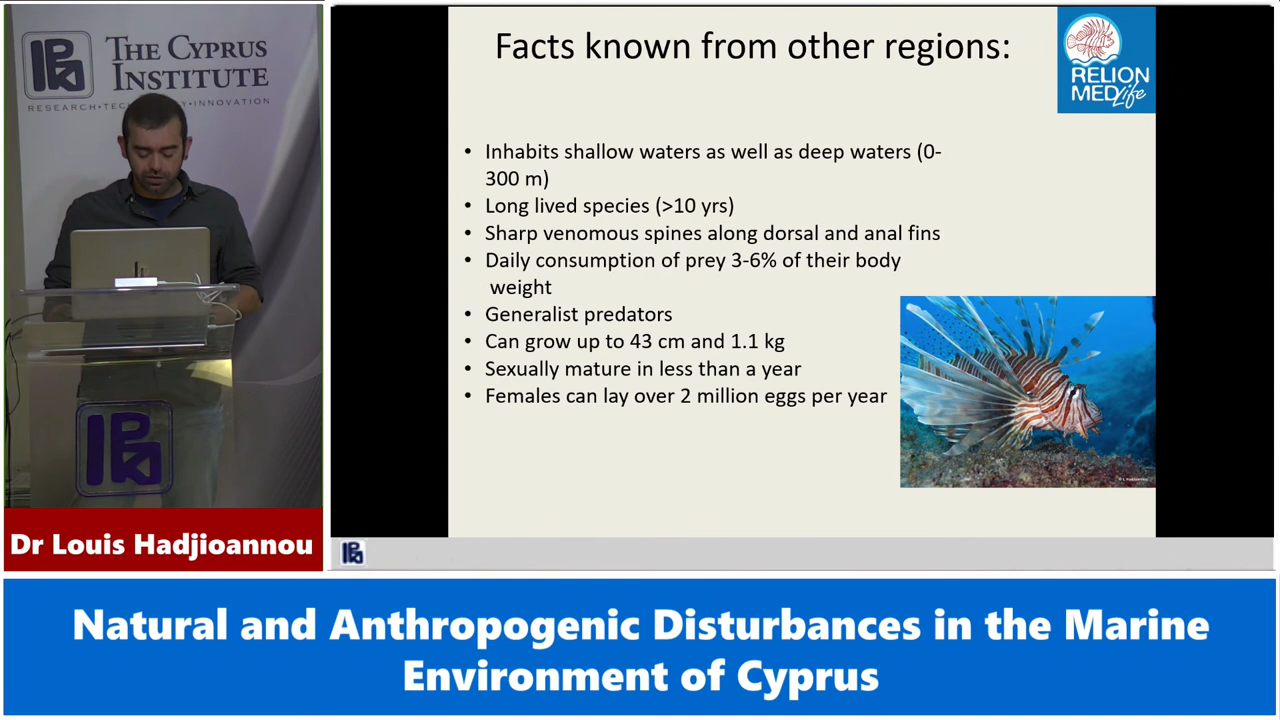 THE CYPRUS
INSTITUTE
Facts known from other regions:
RELION
MED Life
• Inhabits shallow waters as well as deep waters (0-
300 m)
• Long lived species (>10 yrs)
• Sharp venomous spines along dorsal and anal fins
• Daily consumption of prey 3-6% of their body
weight
• Generalist predators
• Can grow up to 43 cm and 1.1 kg
• Sexually mature in less than a year
• Females can lay over 2 million eggs per year
Dr Louis Hadjioannou
Natural and Anthropogenic Disturbances in the Marine
Environment of Cyprus